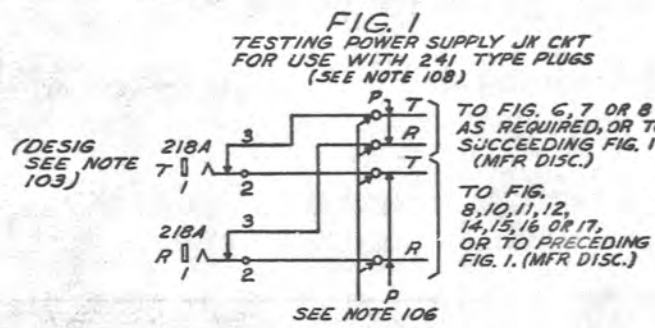 FIG. 1
TESTING POWER SUPPLY JK CKT
FOR USE WITH 241 TYPE PLUGS
(SEE NOTE 108)
P
T
TO FIG. 6, 7 OR 8
R
AS REQUIRED, OR TO
SUCCEEDING FIG. 1
(MFR DISC.)
(DESIG
SEE NOTE
103)
218A
3
T
1
2
T
TO FIG.
8,10,11,12,
14,15,16 OR 17,
OR TO PRECEDING
FIG. 1. (MFR DISC.)
218A
3
R
1
2
R
P
SEE NOTE 106